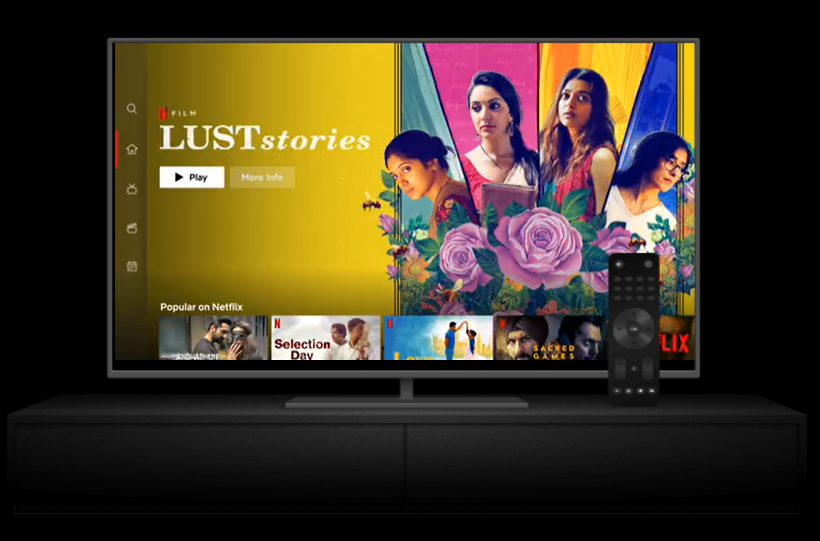 FILM
LUST stories
Play
More Info
Popular on Netflix
ANDHADHUN
Selection
Day
SACRED
GAMES
FLIX